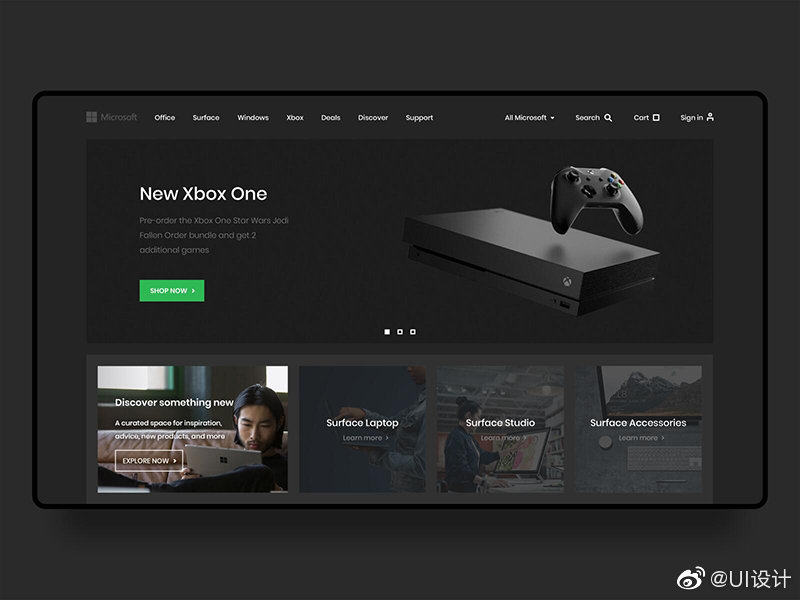 Microsoft
Office
Surface
Windows
Xbox
Deals
Discover
Support
All Microsoft
Search
Cart
Sign in
New Xbox One
Pre-order the Xbox One Star Wars Jedi
Fallen Order bundle and get 2
additional games
SHOP NOW
Discover something new
A curated space for inspiration,
advice, new products, and more
EXPLORE NOW
Surface Laptop
Learn more
Surface Studio
Learn more
Surface Accessories
Learn more
@UI设计